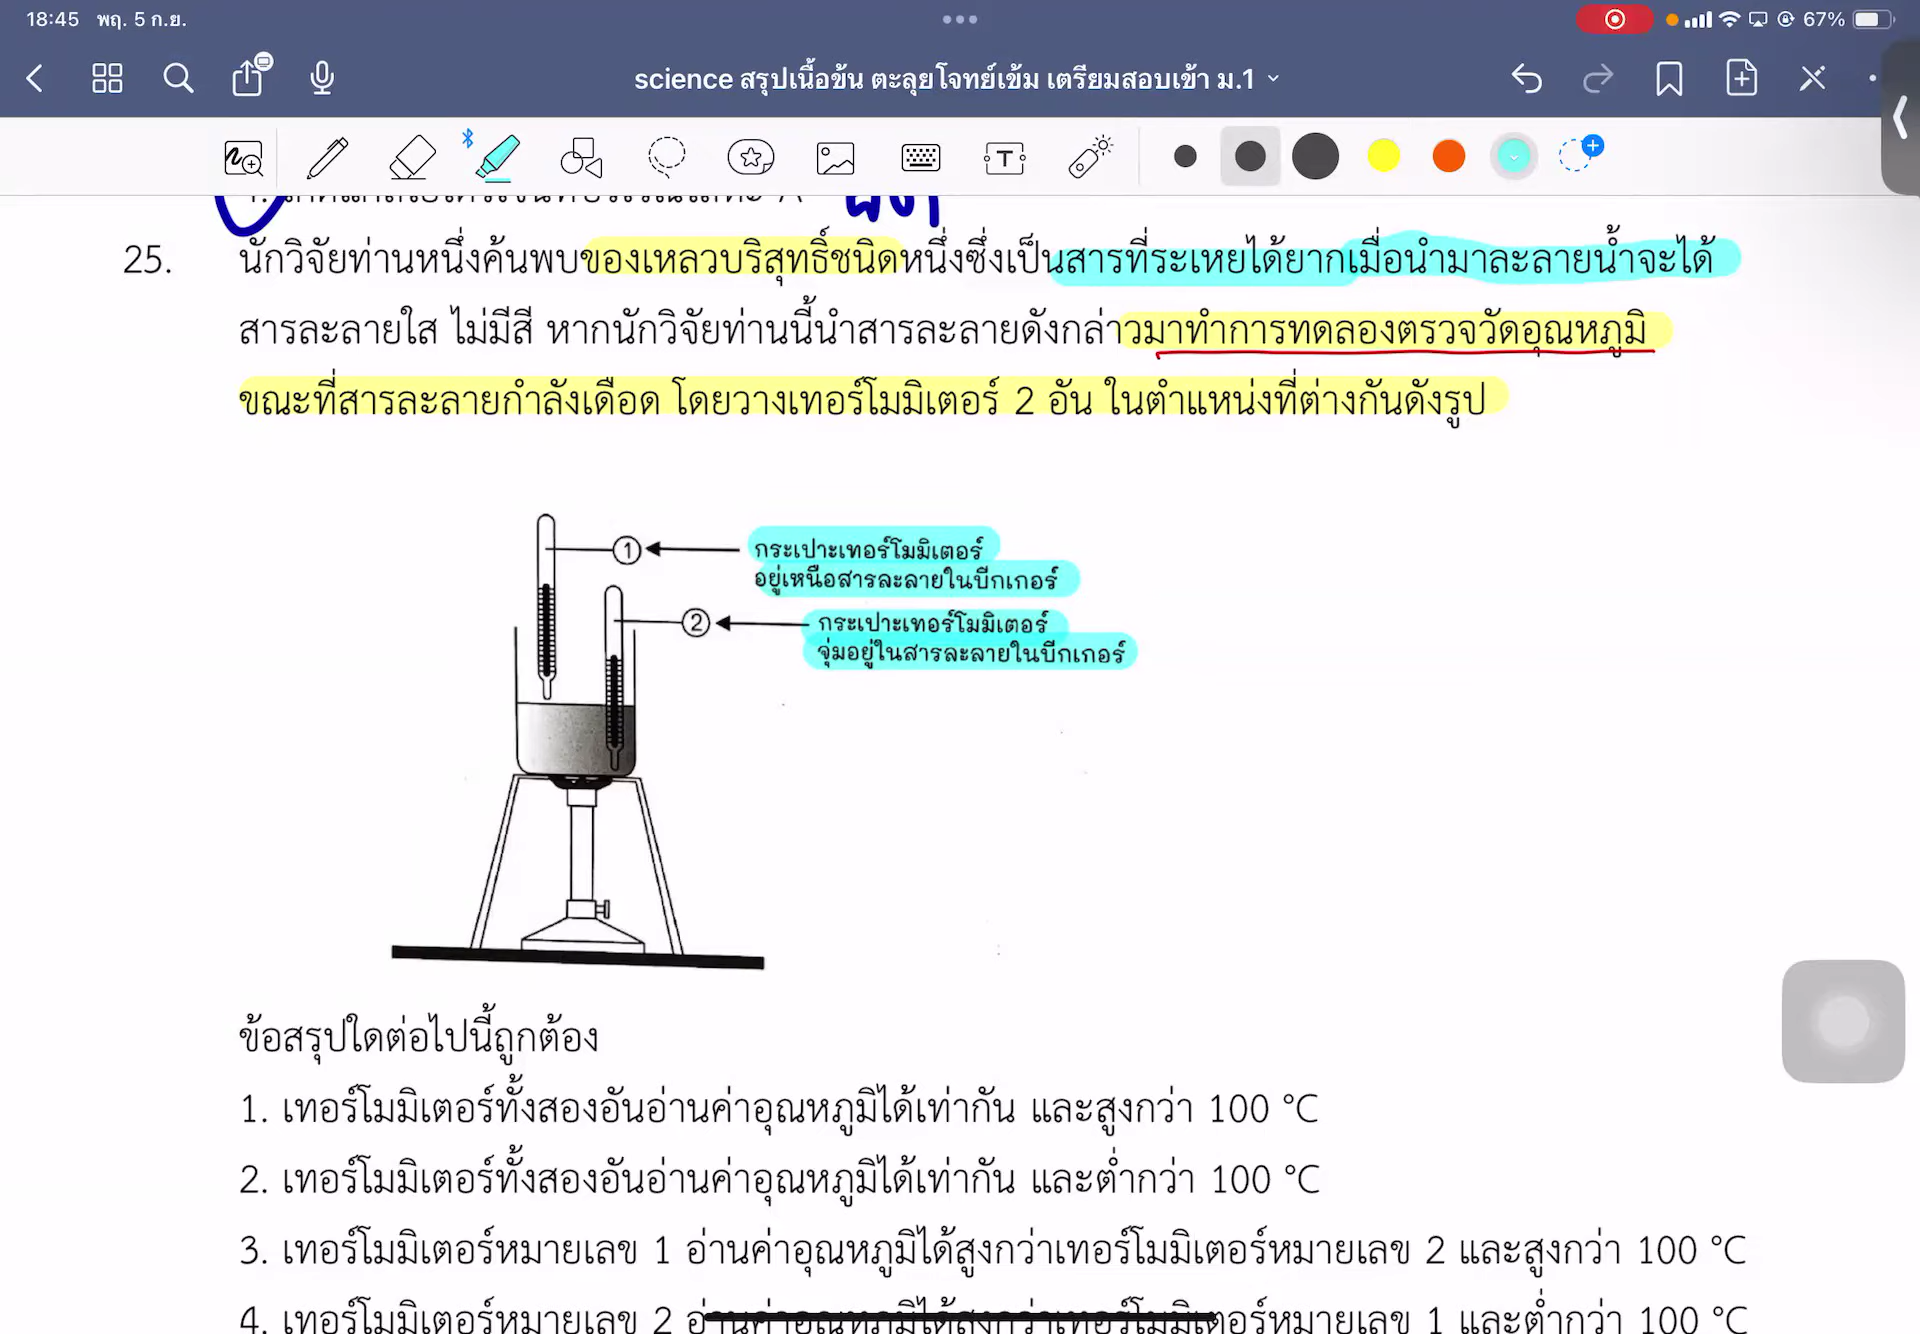 18:45 พฤ. 5 ก.ย.
67%
science สรุปเนื้อข้น ตะลุยโจทย์เข้ม เตรียมสอบเข้า ม.1
25. นักวิจัยท่านหนึ่งค้นพบของเหลวบริสุทธิ์ชนิดหนึ่งซึ่งเป็นสารที่ระเหยได้ยากเมื่อนำมาละลายน้ำจะได้
สารละลายใส ไม่มีสี หากนักวิจัยท่านนี้นำสารละลายดังกล่าวมาทำการทดลองตรวจวัดอุณหภูมิ
ขณะที่สารละลายกำลังเดือด โดยวางเทอร์โมมิเตอร์ 2 อัน ในตำแหน่งที่ต่างกันดังรูป
1 กระเปาะเทอร์โมมิเตอร์
อยู่เหนือสารละลายในบีกเกอร์
2 กระเปาะเทอร์โมมิเตอร์
จุ่มอยู่ในสารละลายในบีกเกอร์
ข้อสรุปใดต่อไปนี้ถูกต้อง
1. เทอร์โมมิเตอร์ทั้งสองอันอ่านค่าอุณหภูมิได้เท่ากัน และสูงกว่า 100 °C
2. เทอร์โมมิเตอร์ทั้งสองอันอ่านค่าอุณหภูมิได้เท่ากัน และต่ำกว่า 100 °C
3. เทอร์โมมิเตอร์หมายเลข 1 อ่านค่าอุณหภูมิได้สูงกว่าเทอร์โมมิเตอร์หมายเลข 2 และสูงกว่า 100 °C
4. เทอร์โมมิเตอร์หมายเลข 2 อ่านค่าอุณหภูมิได้สูงกว่าเทอร์โมมิเตอร์หมายเลข 1 และต่ำกว่า 100 °C